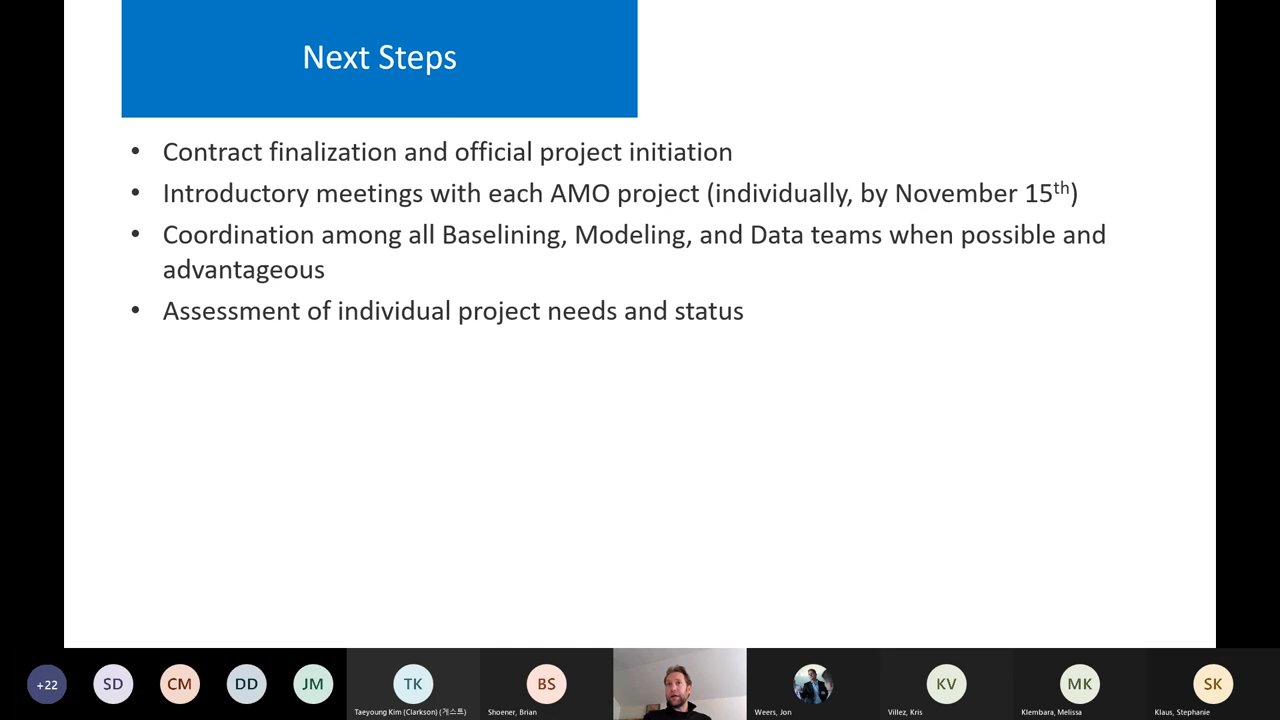 Next Steps
• Contract finalization and official project initiation
• Introductory meetings with each AMO project (individually, by November 15th)
• Coordination among all Baselining, Modeling, and Data teams when possible and
advantageous
• Assessment of individual project needs and status
+22
SD
CM
DD
JM
TK
BS
KV
MK
SK
Taeyoung Kim (Clarkson) (게스트)
Shoener, Brian
Weers, Jon
Villez, Kris
Klembara, Melissa
Klaus, Stephanie